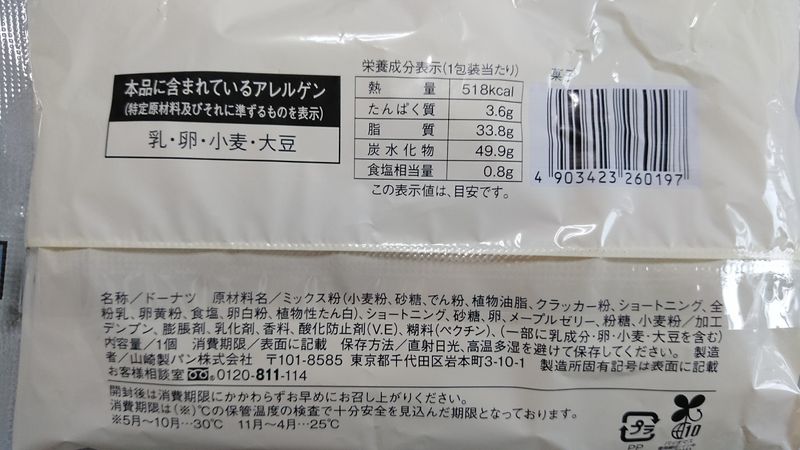 本品に含まれているアレルゲン
(特定原材料及びそれに準ずるものを表示)
乳・卵・小麦・大豆
栄養成分表示(1包装当たり)
熱量 518kcal
たんぱく質 3.6g
脂質 33.8g
炭水化物 49.9g
食塩相当量 0.8g
この表示値は、目安です。
4 903423 260197
名称/ドーナツ 原材料名/ミックス粉(小麦粉、砂糖、でん粉、植物油脂、クラッカー粉、ショートニング、全
粉乳、卵黄粉、食塩、卵白粉、植物性たん白)、ショートニング、砂糖、卵、メープルゼリー、粉糖、小麦粉/加工
デンプン、膨脹剤、乳化剤、香料、酸化防止剤(V.E)、糊料(ペクチン)、(一部に乳成分・卵・小麦・大豆を含む)
内容量/1個 消費期限/表面に記載 保存方法/直射日光、高温多湿を避けて保存してください。 製造
者/山崎製パン株式会社 〒101-8585 東京都千代田区岩本町3-10-1 製造所固有記号は表面に記載
お客様相談室 0120-811-114
開封後は消費期限にかかわらずお早めにお召し上がりください。
消費期限は(※)℃の保管温度の検査で十分安全を見込んだ期限となっております。
※5月〜10月…30℃ 11月〜4月…25℃
プラ
PP
10